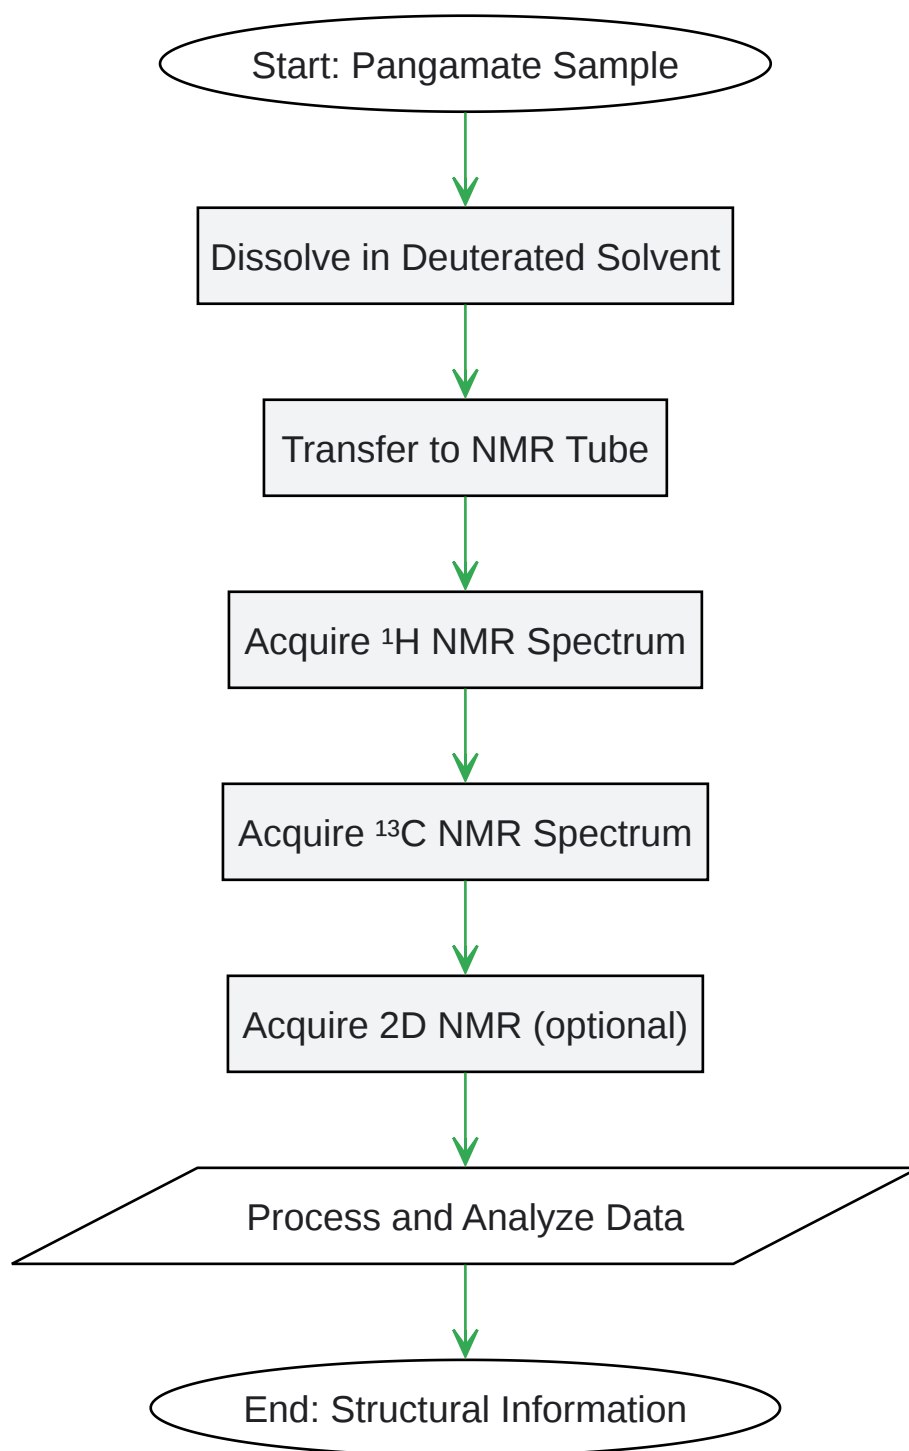 Start: Pangamate Sample
Dissolve in Deuterated Solvent
Transfer to NMR Tube
Acquire ¹H NMR Spectrum
Acquire ¹³C NMR Spectrum
Acquire 2D NMR (optional)
Process and Analyze Data
End: Structural Information